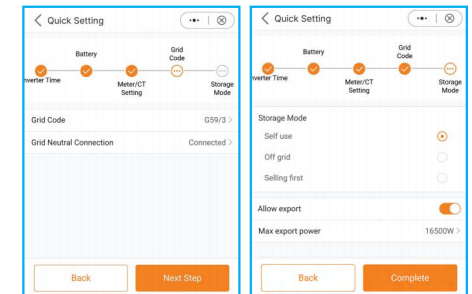 Quick Setting
Battery
Grid
Code
nverter Time
Meter/CT
Setting
Storage
Mode
Grid Code G59/3 >
Grid Neutral Connection Connected >
Back Next Step
Quick Setting
Battery
Grid
Code
nverter Time
Meter/CT
Setting
Storage
Mode
Storage Mode
Self use
Off grid
Selling first
Allow export
Max export power 16500W >
Back Complete